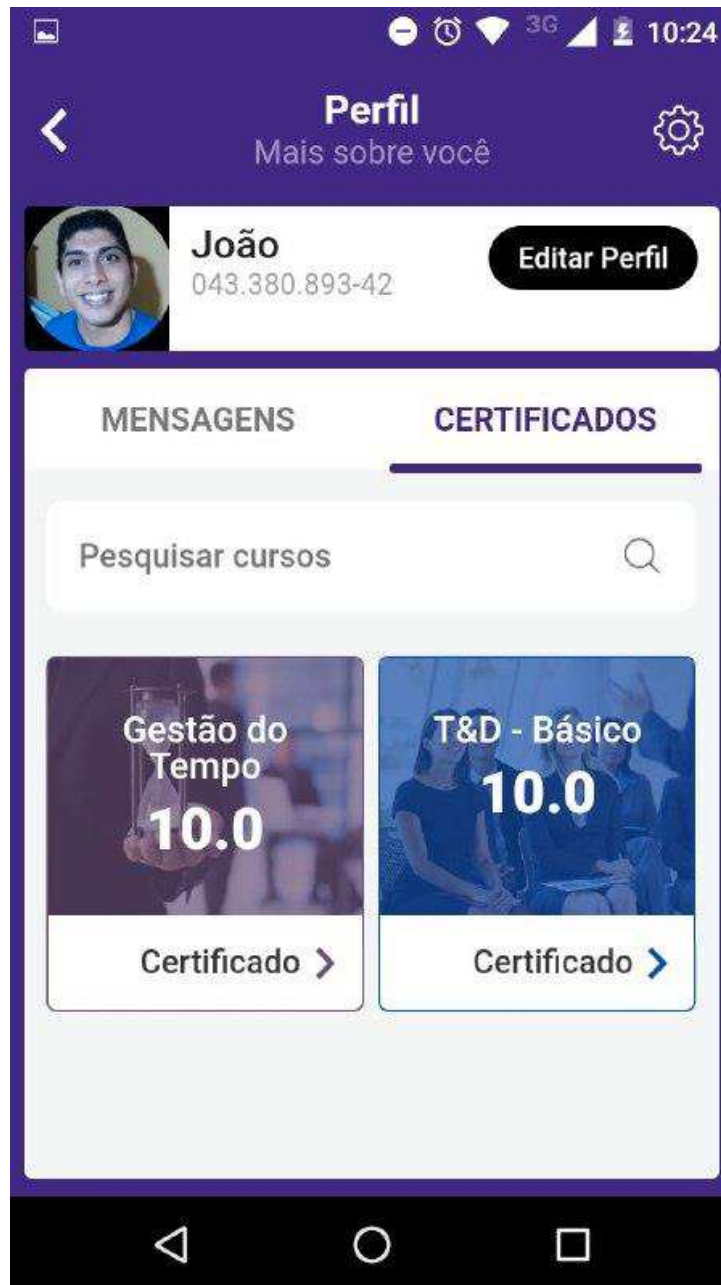 3G 10:24
Perfil
Mais sobre você
João
043.380.893-42
Editar Perfil
MENSAGENS CERTIFICADOS
Pesquisar cursos
Gestão do
Tempo
10.0
Certificado
T&D - Básico
10.0
Certificado